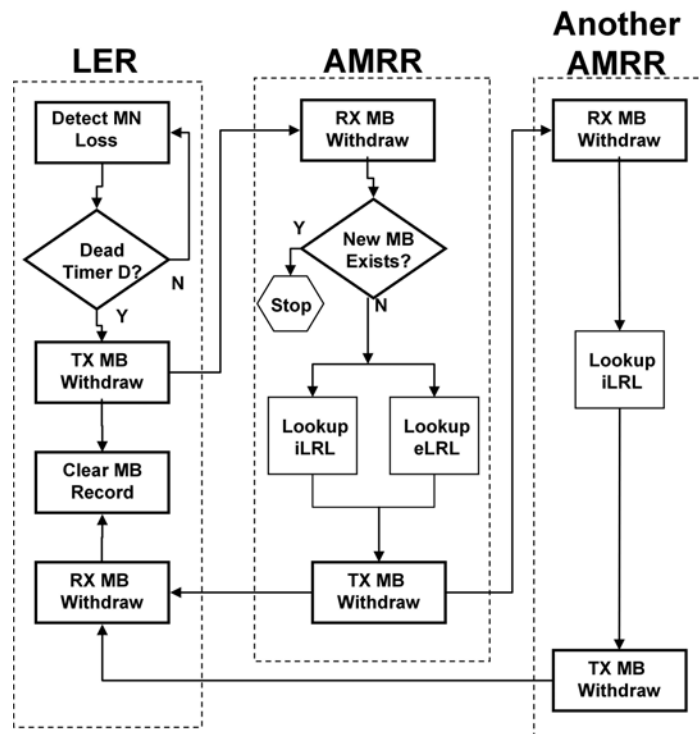 LER
Detect MN
Loss
Dead
Timer D?
N
Y
TX MB
Withdraw
Clear MB
Record
RX MB
Withdraw
AMRR
RX MB
Withdraw
New MB
Exists?
Y
Stop
N
Lookup
iLRL
Lookup
eLRL
TX MB
Withdraw
Another
AMRR
RX MB
Withdraw
Lookup
iLRL
TX MB
Withdraw